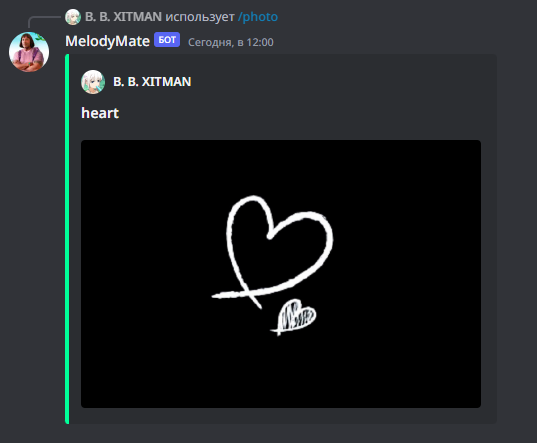 B. B. XITMAN использует /photo
MelodyMate БОТ Сегодня, в 12:00
B. B. XITMAN
heart